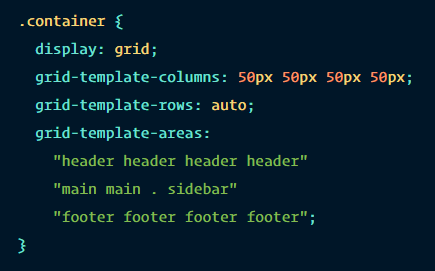 .container {
  display: grid;
  grid-template-columns: 50px 50px 50px 50px;
  grid-template-rows: auto;
  grid-template-areas:
    "header header header header"
    "main main . sidebar"
    "footer footer footer footer";
}